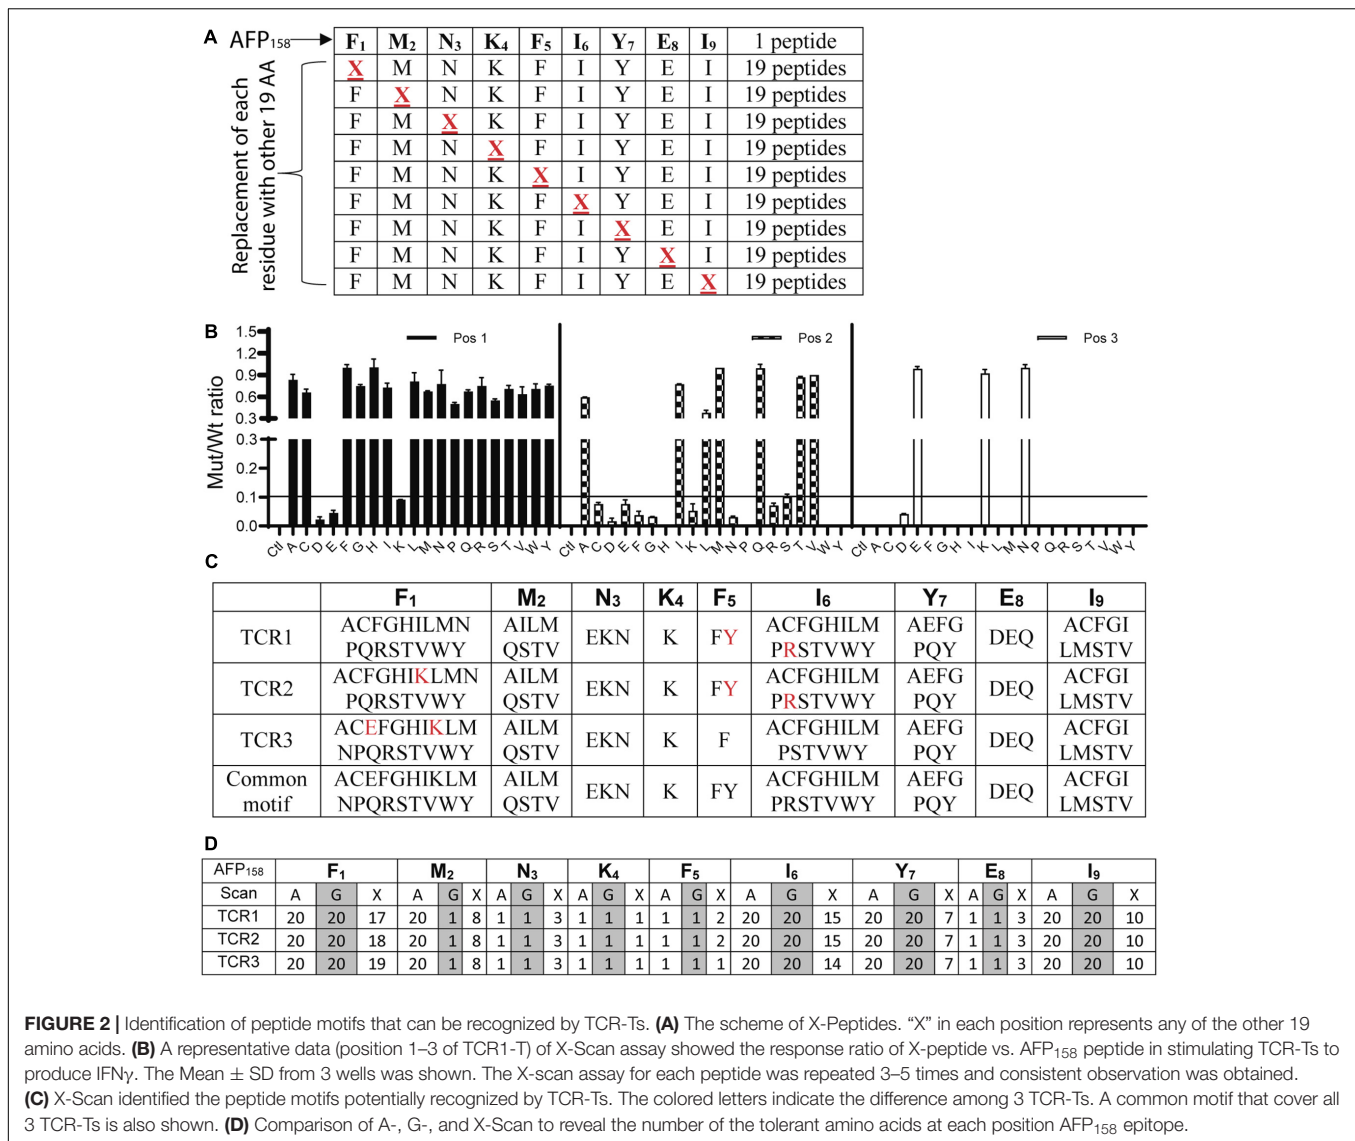 A AFP158 F1 M2 N3 K4 F5 I6 Y7 E8 I9 1 peptide
Replacement of each residue with other 19 AA
X M N K F I Y E I 19 peptides
F X N K F I Y E I 19 peptides
F M X K F I Y E I 19 peptides
F M N X F I Y E I 19 peptides
F M N K X I Y E I 19 peptides
F M N K F X Y E I 19 peptides
F M N K F I X E I 19 peptides
F M N K F I Y X I 19 peptides
F M N K F I Y E X 19 peptides
B
Mut/Wt ratio
1.5
1.2
0.9
0.6
0.3
0.3
0.2
0.1
0.0
Pos 1 Pos 2 Pos 3
Ctl A C D E F G H I K L M N P Q R S T V W Y Ctl A C D E F G H I K L M N P Q R S T V W Y Ctl A C D E F G H I K L M N P Q R S T V W Y
C
F1 M2 N3 K4 F5 I6 Y7 E8 I9
TCR1 ACFGHILMN PQRSTVWY AILM QSTV EKN K FY ACFGHILM PRSTVWY AEFG PQY DEQ ACFGI LMSTV
TCR2 ACFGHIKLMN PQRSTVWY AILM QSTV EKN K FY ACFGHILM PRSTVWY AEFG PQY DEQ ACFGI LMSTV
TCR3 ACEFGHIKLM NPQRSTVWY AILM QSTV EKN K F ACFGHILM PSTVWY AEFG PQY DEQ ACFGI LMSTV
Common motif ACEFGHIKLM NPQRSTVWY AILM QSTV EKN K FY ACFGHILM PRSTVWY AEFG PQY DEQ ACFGI LMSTV
D
AFP158 F1 M2 N3 K4 F5 I6 Y7 E8 I9
Scan A G X A G X A G X A G X A G X A G X A G X A G X A G X
TCR1 20 20 17 20 1 8 1 1 3 1 1 1 1 1 2 20 20 15 20 20 7 1 1 3 20 20 10
TCR2 20 20 18 20 1 8 1 1 3 1 1 1 1 1 2 20 20 15 20 20 7 1 1 3 20 20 10
TCR3 20 20 19 20 1 8 1 1 3 1 1 1 1 1 1 20 20 14 20 20 7 1 1 3 20 20 10
FIGURE 2 | Identification of peptide motifs that can be recognized by TCR-Ts. (A) The scheme of X-Peptides. “X” in each position represents any of the other 19
amino acids. (B) A representative data (position 1–3 of TCR1-T) of X-Scan assay showed the response ratio of X-peptide vs. AFP158 peptide in stimulating TCR-Ts to
produce IFNγ. The Mean ± SD from 3 wells was shown. The X-scan assay for each peptide was repeated 3–5 times and consistent observation was obtained.
(C) X-Scan identified the peptide motifs potentially recognized by TCR-Ts. The colored letters indicate the difference among 3 TCR-Ts. A common motif that cover all
3 TCR-Ts is also shown. (D) Comparison of A-, G-, and X-Scan to reveal the number of the tolerant amino acids at each position AFP158 epitope.